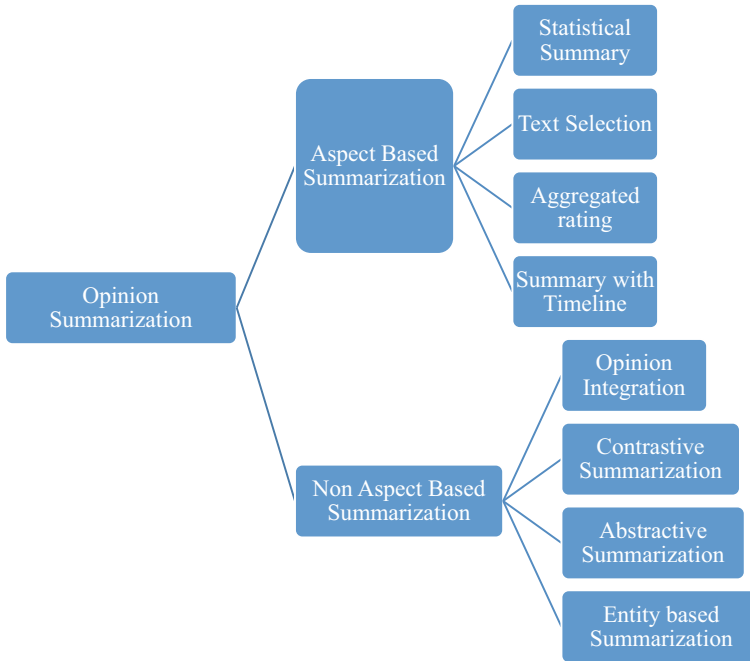 Opinion
Summarization
Aspect Based
Summarization
Statistical
Summary
Text Selection
Aggregated
rating
Summary with
Timeline
Non Aspect Based
Summarization
Opinion
Integration
Contrastive
Summarization
Abstractive
Summarization
Entity based
Summarization